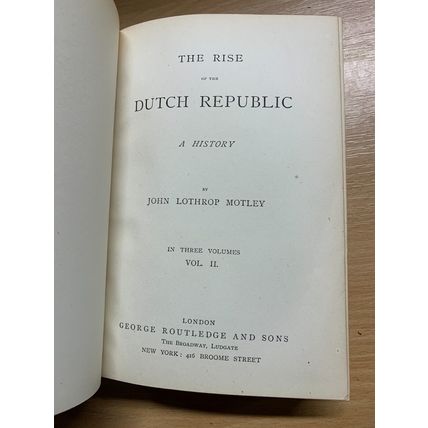 THE RISE
OF THE
DUTCH REPUBLIC
A HISTORY
BY
JOHN LOTHROP MOTLEY
IN THREE VOLUMES
VOL. II.
LONDON
GEORGE ROUTLEDGE AND SONS
THE BROADWAY, LUDGATE
NEW YORK: 416 BROOME STREET